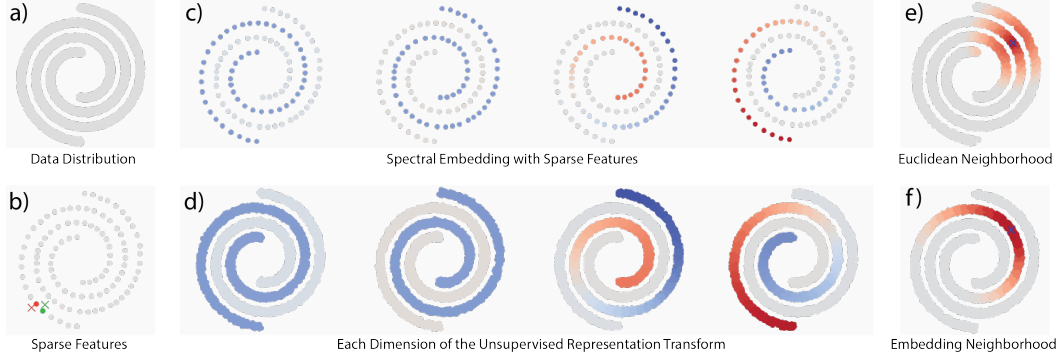 a)
c)
e)
Data Distribution
Spectral Embedding with Sparse Features
Euclidean Neighborhood
b)
d)
f)
Sparse Features
Each Dimension of the Unsupervised Representation Transform
Embedding Neighborhood